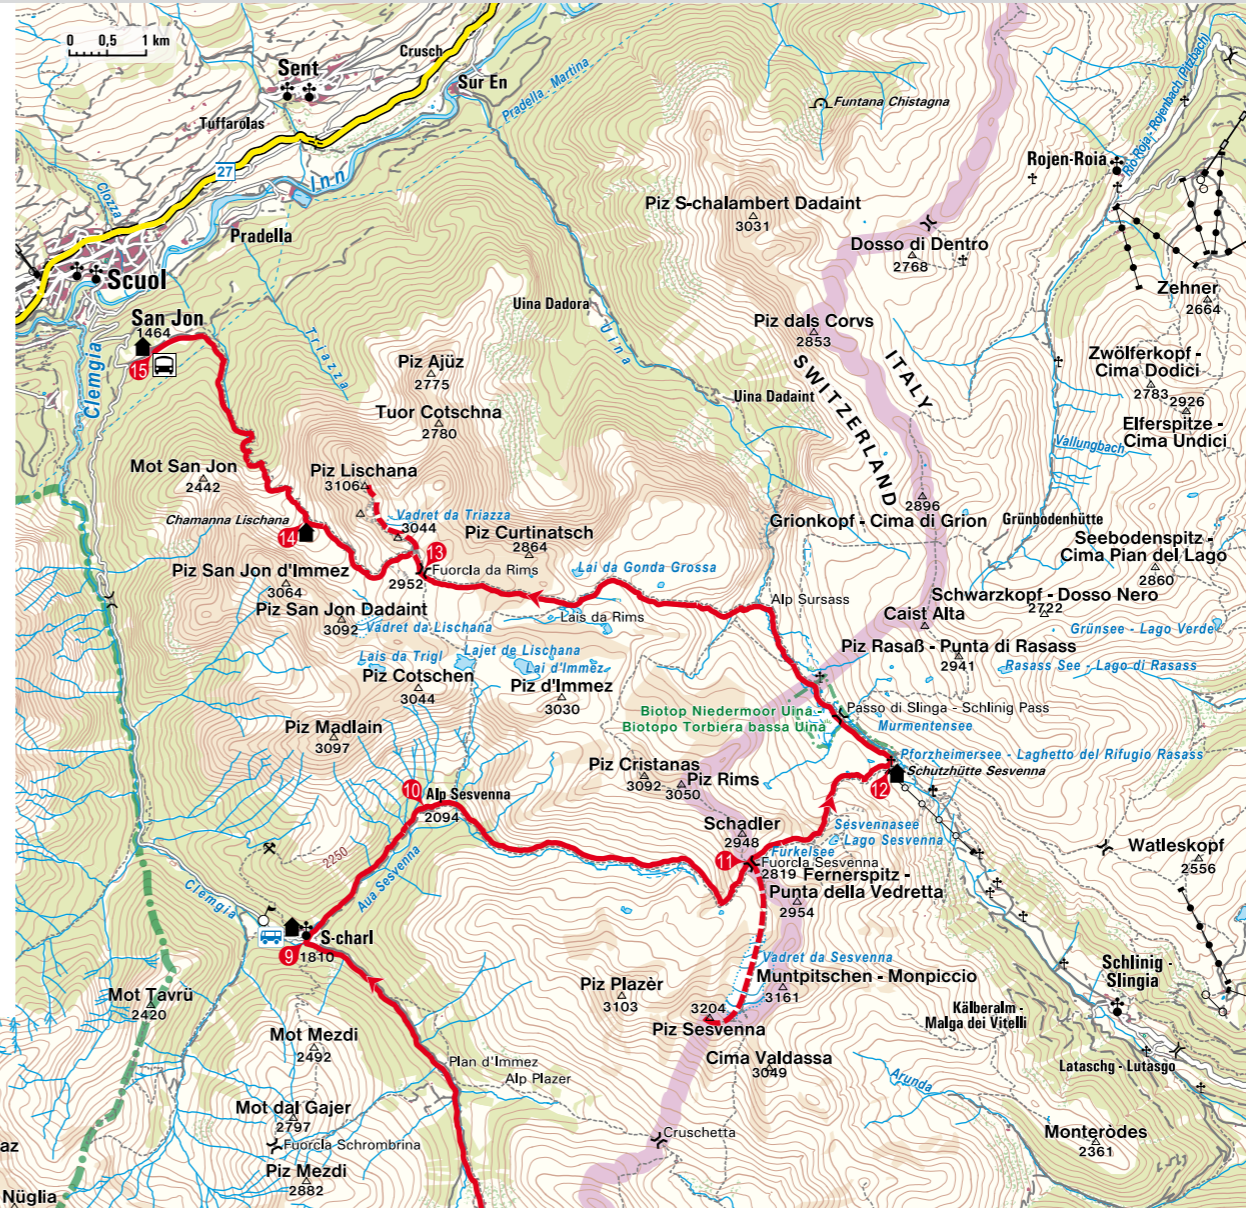 0 0,5 1 km
Crusch
Sent
Sur En
Pradella - Martina
Funtana Chistagna
Tuffarolas
Rio Roia - Rojenbach (Pitzbach)
Rojen-Roia
27
Inn
Clozza
Piz S-chalambert Dadaint
3031
Pradella
Dosso di Dentro
2768
Scuol
Zehner
2664
San Jon
1464
Uina Dadora
Uina
Piz dals Corvs
2853
15
Clemgia
Triazza
Piz Ajüz
2775
SWITZERLAND
ITALY
Zwölferkopf -
Cima Dodici
2783
2926
Elferspitze -
Cima Undici
Uina Dadaint
Tuor Cotschna
2780
Vallungbach
Mot San Jon
2442
Piz Lischana
3106
2896
Chamanna Lischana
14
Vadret da Triazza
3044
Grionkopf - Cima di Grion
Grünbodenhütte
Piz Curtinatsch
2864
13
Seebodenspitz -
Cima Pian del Lago
2860
Piz San Jon d'Immez
3064
2952
Fuorcla da Rims
Lai da Gonda Grossa
Alp Sursass
Schwarzkopf - Dosso Nero
2722
Piz San Jon Dadaint
3092
Lais da Rims
Caist Alta
Vadret da Lischana
Grünsee - Lago Verde
Lais da Trigl
Lajet de Lischana
Lai d'Immez
Piz Rasaß - Punta di Rasass
2941
Rasass See - Lago di Rasass
Piz Cotschen
3044
Piz d'Immez
3030
Biotop Niedermoor Uina -
Biotopo Torbiera bassa Uina
Passo di Slinga - Schlinig Pass
Murmentensee
Piz Madlain
3097
Pforzheimersee - Laghetto del Rifugio Rasass
Schutzhütte Sesvenna
Piz Cristanas
3092
Piz Rims
3050
12
10
Alp Sesvenna
2094
Schadler
2948
Sesvennasee
- Lago Sesvenna
Furkelsee
11
Fuorcla Sesvenna
2819
2250
Watleskopf
2556
Fernerspitz -
Punta della Vedretta
2954
Aua Sesvenna
Clemgia
S-charl
9
1810
Vadret da Sesvenna
Muntpitschen - Monpiccio
3161
Schlinig -
Slingia
Mot Tavrü
2420
Piz Plazèr
3103
3204
Piz Sesvenna
Kälberalm -
Malga dei Vitelli
Mot Mezdi
2492
Cima Valdassa
3049
Plan d'Immez
Alp Plazer
Arunda
Lataschg - Lutasgo
Mot dal Gajer
2797
Fuorcla Schrombrina
Cruschetta
Monteròdes
2361
az
Piz Mezdi
2882
Nüglia